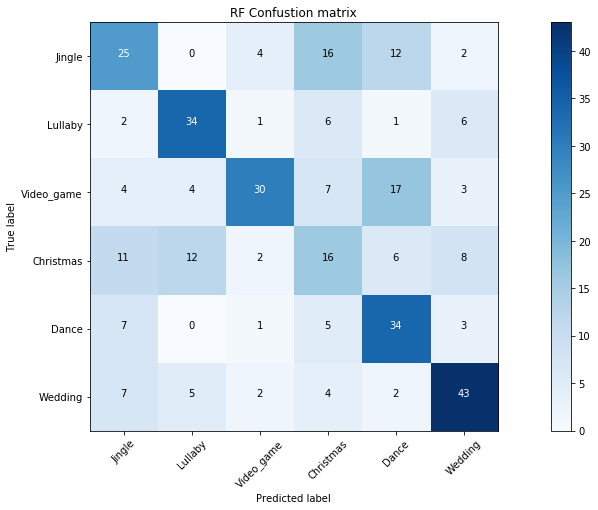 RF Confustion matrix
True label
Jingle 25 0 4 16 12 2
Lullaby 2 34 1 6 1 6
Video_game 4 4 30 7 17 3
Christmas 11 12 2 16 6 8
Dance 7 0 1 5 34 3
Wedding 7 5 2 4 2 43
Jingle Lullaby Video_game Christmas Dance Wedding
Predicted label
40
35
30
25
20
15
10
5
0